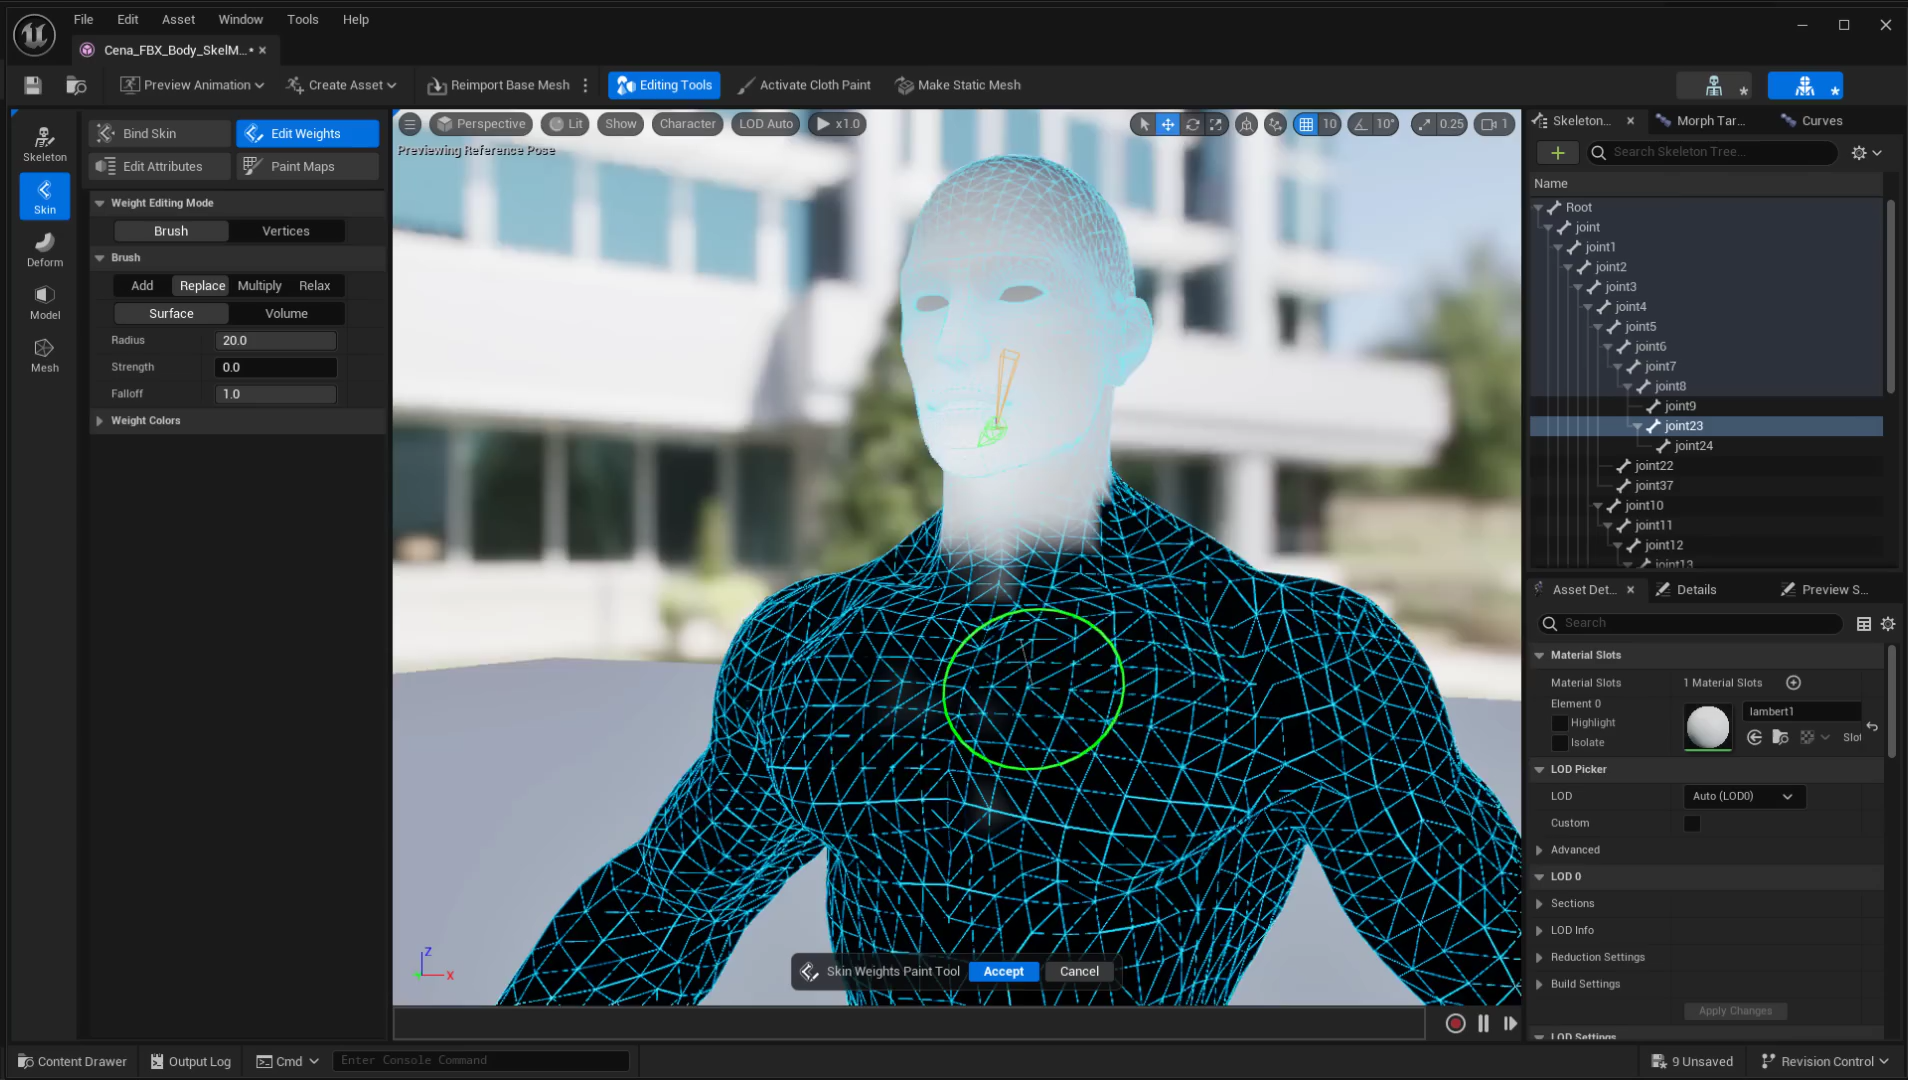 File Edit Asset Window Tools Help
Cena_FBX_Body_SkelM...•
Preview Animation Create Asset Reimport Base Mesh Editing Tools Activate Cloth Paint Make Static Mesh
Skeleton
Skin
Deform
Model
Mesh
Bind Skin Edit Weights
Edit Attributes Paint Maps
Weight Editing Mode
Brush Vertices
Brush
Add Replace Multiply Relax
Surface Volume
Radius 20.0
Strength 0.0
Falloff 1.0
Weight Colors
Perspective Lit Show Character LOD Auto x1.0 10 10° 0.25 1
Previewing Reference Pose
Z
X
Skin Weights Paint Tool Accept Cancel
Skeleton... Morph Tar... Curves
Search Skeleton Tree...
Name
Root
joint
joint1
joint2
joint3
joint4
joint5
joint6
joint7
joint8
joint9
joint23
joint24
joint22
joint37
joint10
joint11
joint12
joint13
Asset Det... Details Preview S...
Search
Material Slots
Material Slots 1 Material Slots
Element 0
Highlight
Isolate
lambert1
Slot
LOD Picker
LOD Auto (LOD0)
Custom
Advanced
LOD 0
Sections
LOD Info
Reduction Settings
Build Settings
Apply Changes
LOD Settings
Content Drawer Output Log Cmd Enter Console Command 9 Unsaved Revision Control